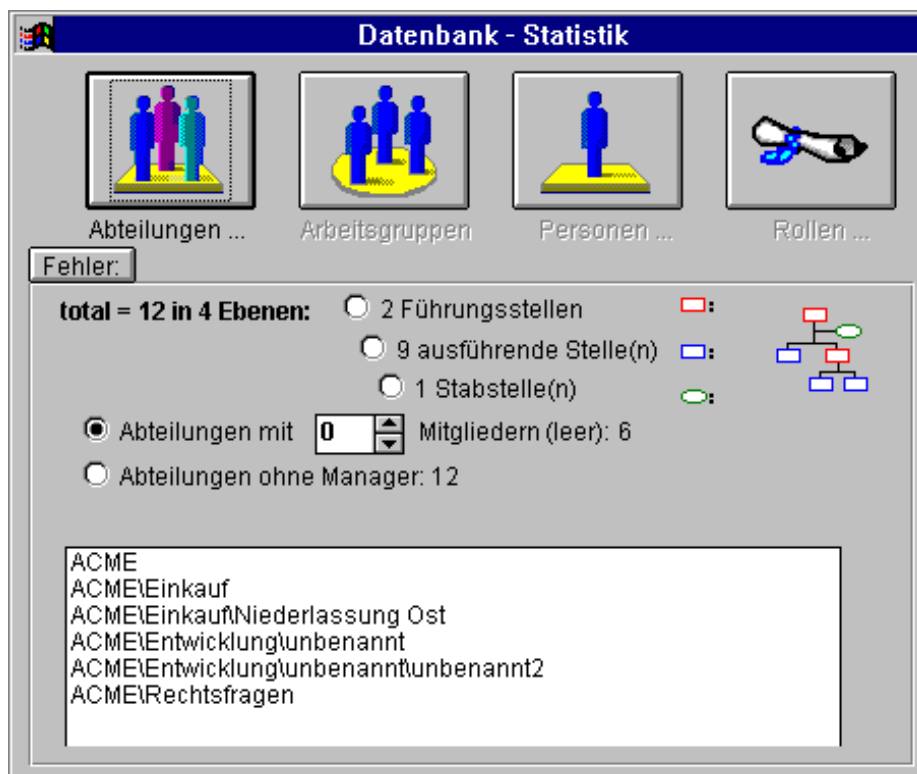 Datenbank - Statistik
Abteilungen ... Arbeitsgruppen Personen ... Rollen ...
Fehler:
total = 12 in 4 Ebenen: 2 Führungsstellen :
9 ausführende Stelle(n) :
1 Stabstelle(n) :
Abteilungen mit 0 Mitgliedern (leer): 6
Abteilungen ohne Manager: 12
ACME
ACME\Einkauf
ACME\Einkauf\Niederlassung Ost
ACME\Entwicklung\unbenannt
ACME\Entwicklung\unbenannt\unbenannt2
ACME\Rechtsfragen